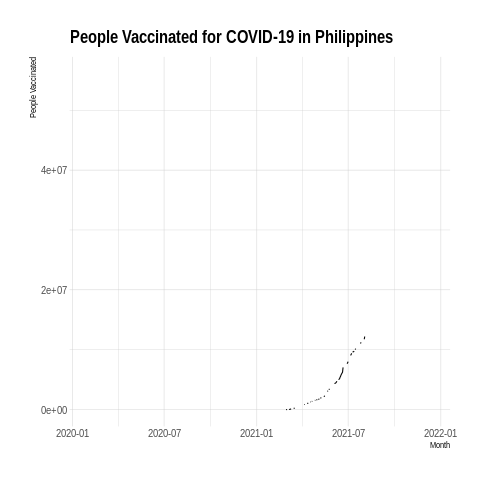 People Vaccinated for COVID-19 in Philippines
People Vaccinated
4e+07
2e+07
0e+00
2020-01 2020-07 2021-01 2021-07 2022-01
Month